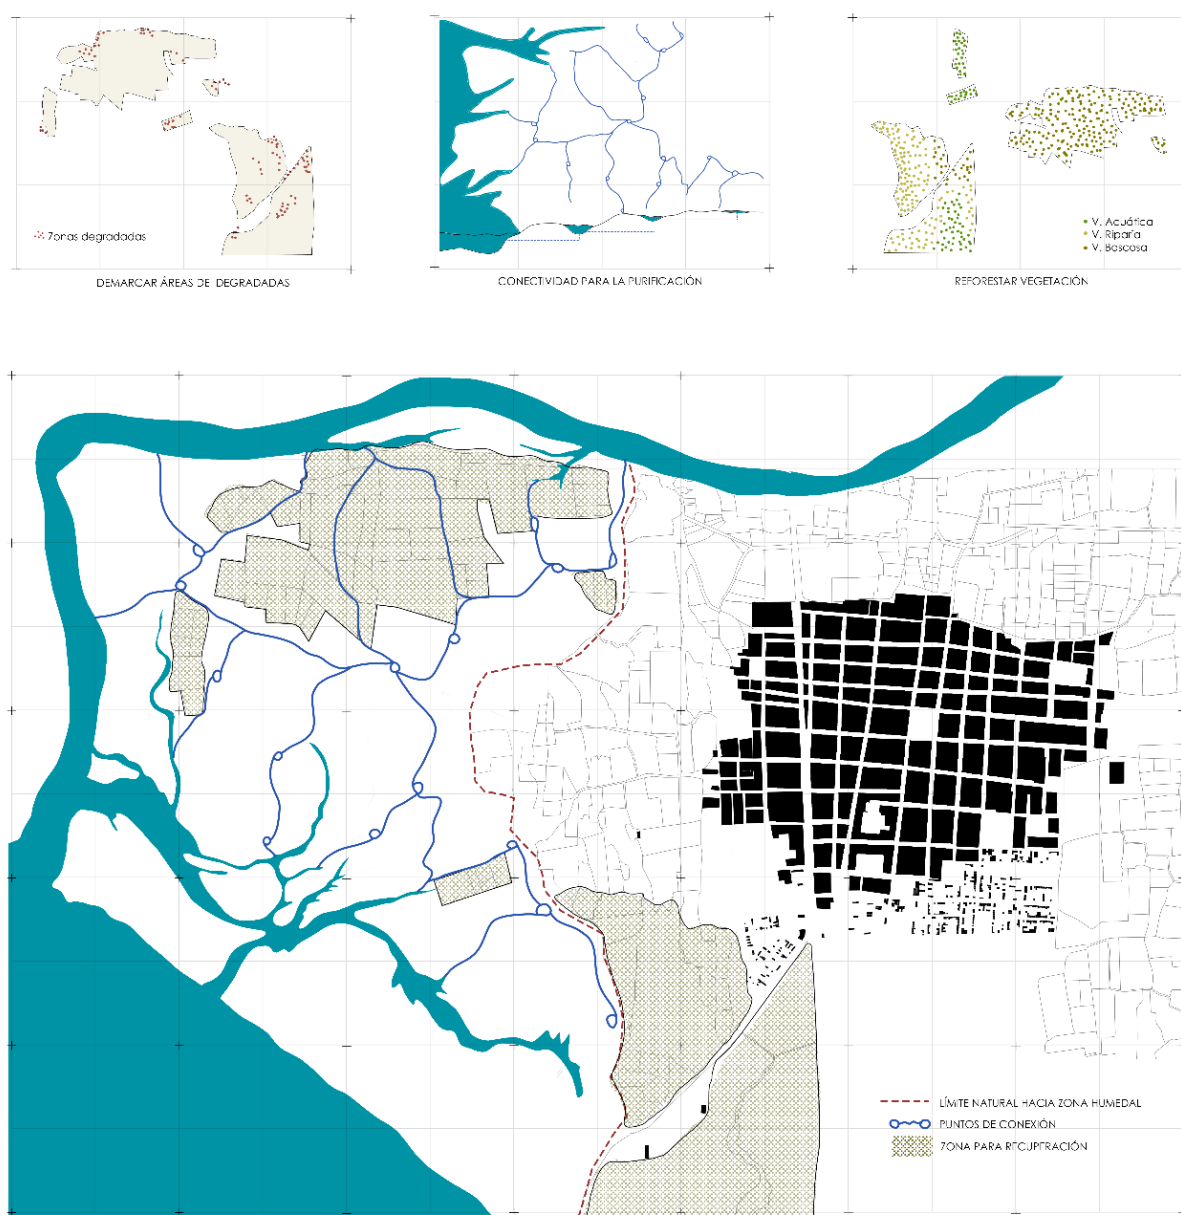 Zonas degradadas
DEMARCAR ÁREAS DE DEGRADADAS
CONECTIVIDAD PARA LA PURIFICACIÓN
V. Acuática
V. Riparia
V. Boscosa
REFORESTAR VEGETACIÓN
LÍMITE NATURAL HACIA ZONA HUMEDAL
PUNTOS DE CONEXIÓN
ZONA PARA RECUPERACIÓN